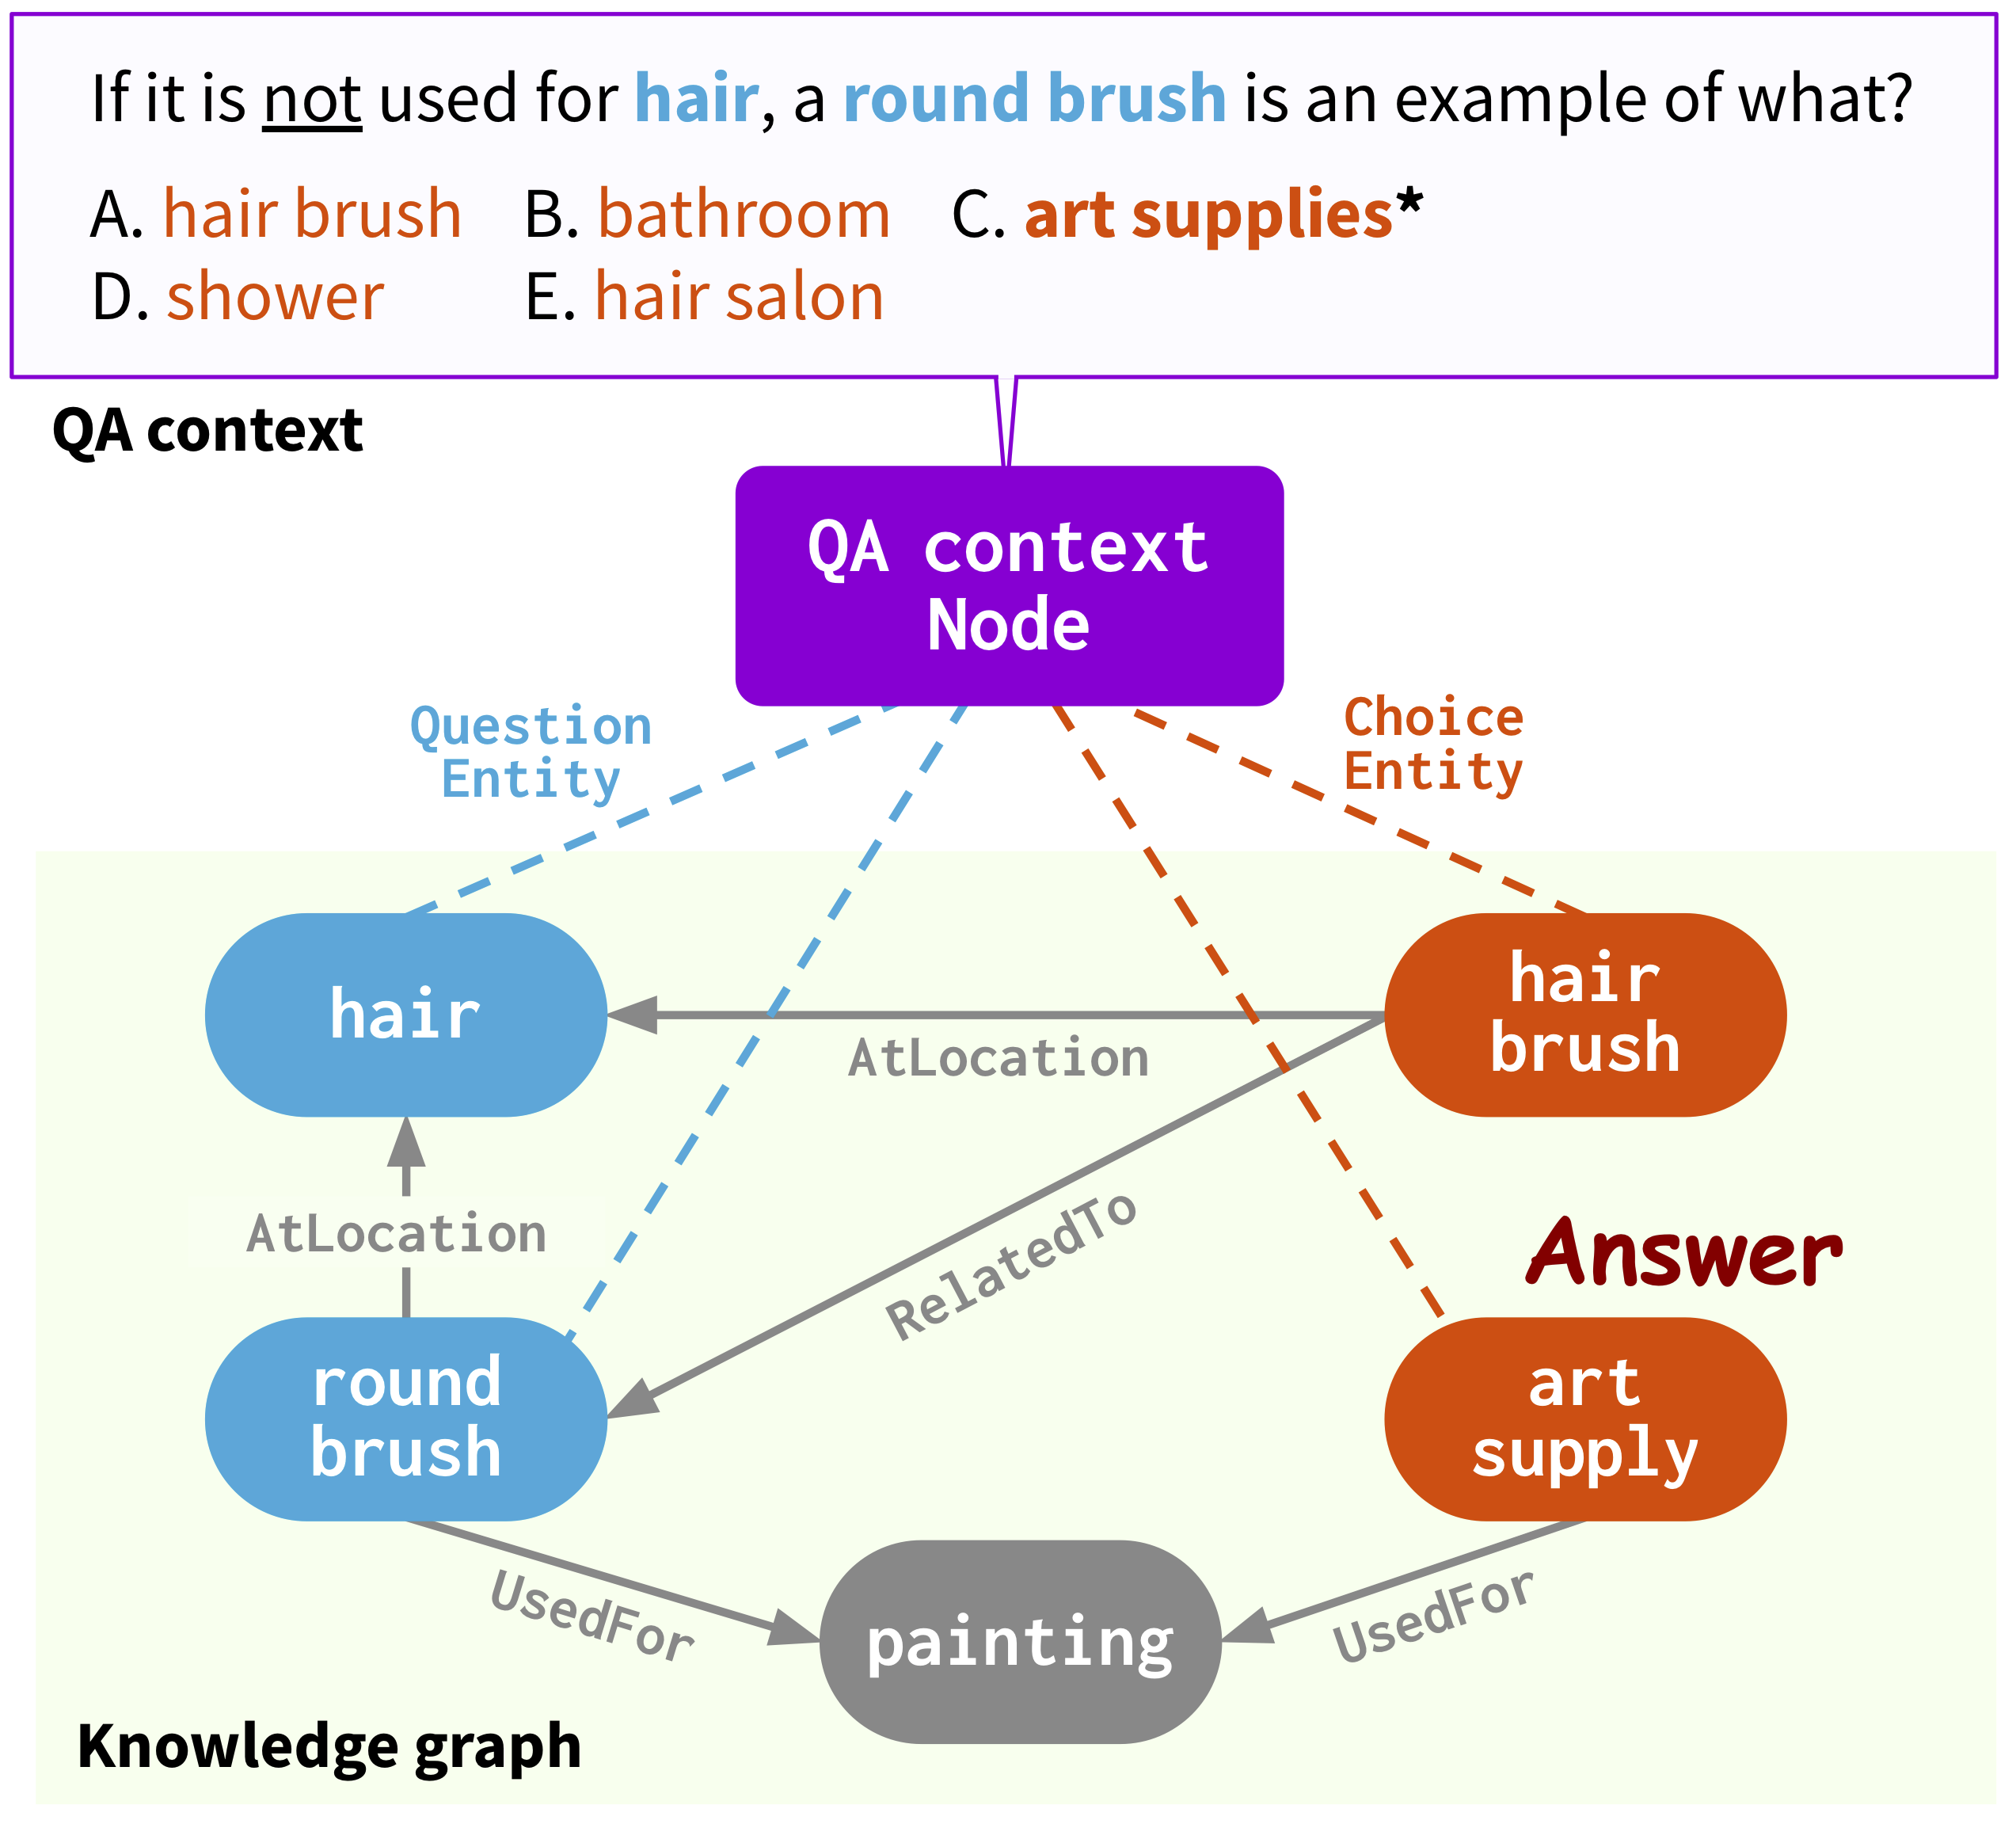 If it is not used for hair, a round brush is an example of what?
A. hair brush B. bathroom C. art supplies*
D. shower E. hair salon
QA context
QA context
Node
Question
Entity
Choice
Entity
hair
hair
brush
AtLocation
AtLocation
RelatedTo
Answer
round
brush
art
supply
UsedFor
painting
UsedFor
Knowledge graph